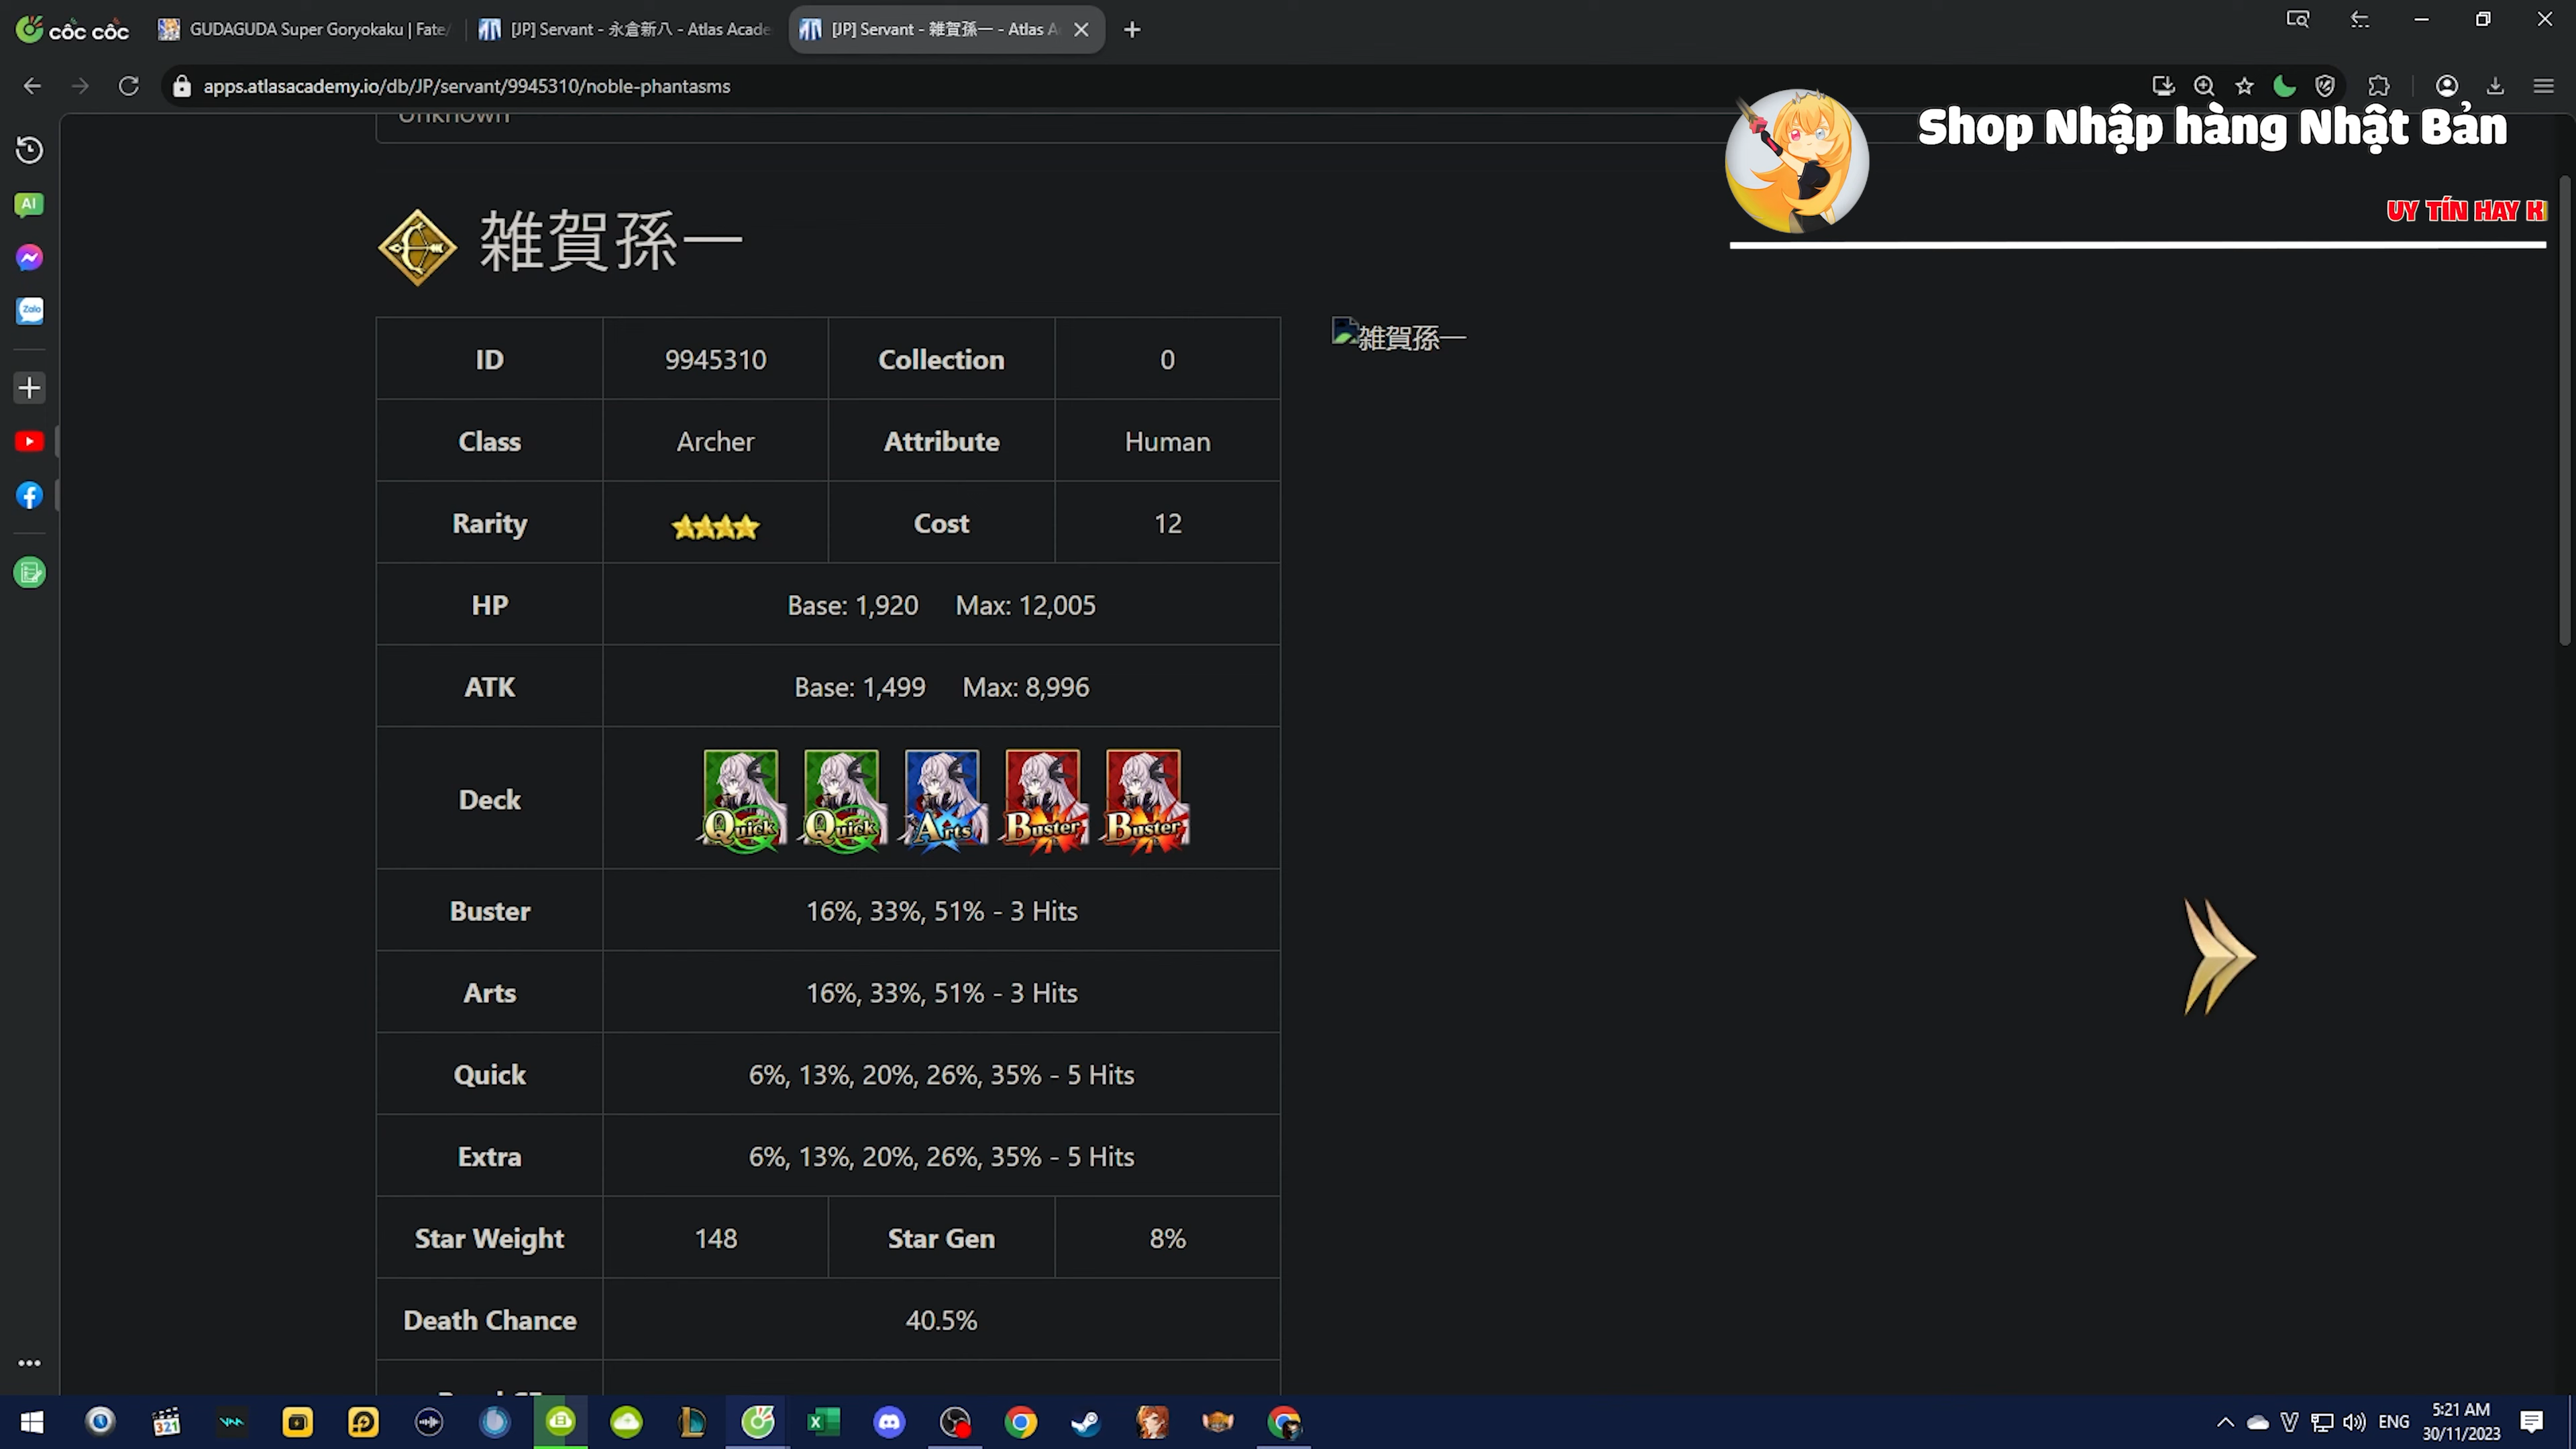 cốc cốc
GUDAGUDA Super Goryokaku | Fate/
[JP] Servant - 永倉新八 - Atlas Acade
[JP] Servant - 雑賀孫一 - Atlas A
apps.atlasacademy.io/db/JP/servant/9945310/noble-phantasms
Unknown
Shop Nhập hàng Nhật Bản
UY TÍN HAY K
AI
Zalo
雑賀孫一
雑賀孫一
ID 9945310 Collection 0
Class Archer Attribute Human
Rarity Cost 12
HP Base: 1,920 Max: 12,005
ATK Base: 1,499 Max: 8,996
Deck Quick Quick Arts Buster Buster
Buster 16%, 33%, 51% - 3 Hits
Arts 16%, 33%, 51% - 3 Hits
Quick 6%, 13%, 20%, 26%, 35% - 5 Hits
Extra 6%, 13%, 20%, 26%, 35% - 5 Hits
Star Weight 148 Star Gen 8%
Death Chance 40.5%
321
ENG
5:21 AM
30/11/2023